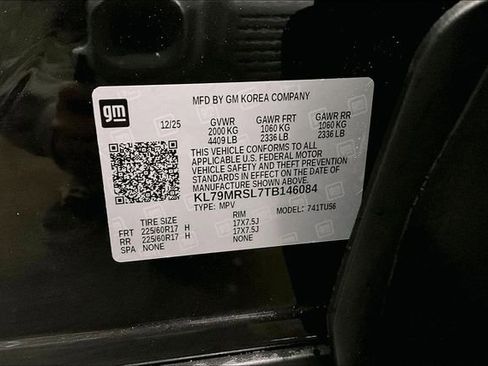 gm
MFD BY GM KOREA COMPANY
12/25 GVWR GAWR FRT GAWR RR
2000 KG 1060 KG 1060 KG
4409 LB 2336 LB 2336 LB
THIS VEHICLE CONFORMS TO ALL
APPLICABLE U.S. FEDERAL MOTOR
VEHICLE SAFETY AND THEFT
PREVENTION STANDARDS IN EFFECT
ON THE DATE OF MANUFACTURE
SHOWN ABOVE.
KL79MRSL7TB146084
TYPE: MPV MODEL: 741TU56
TIRE SIZE RIM
FRT 225/60R17 H 17X7.5J
RR 225/60R17 H 17X7.5J
SPA NONE NONE